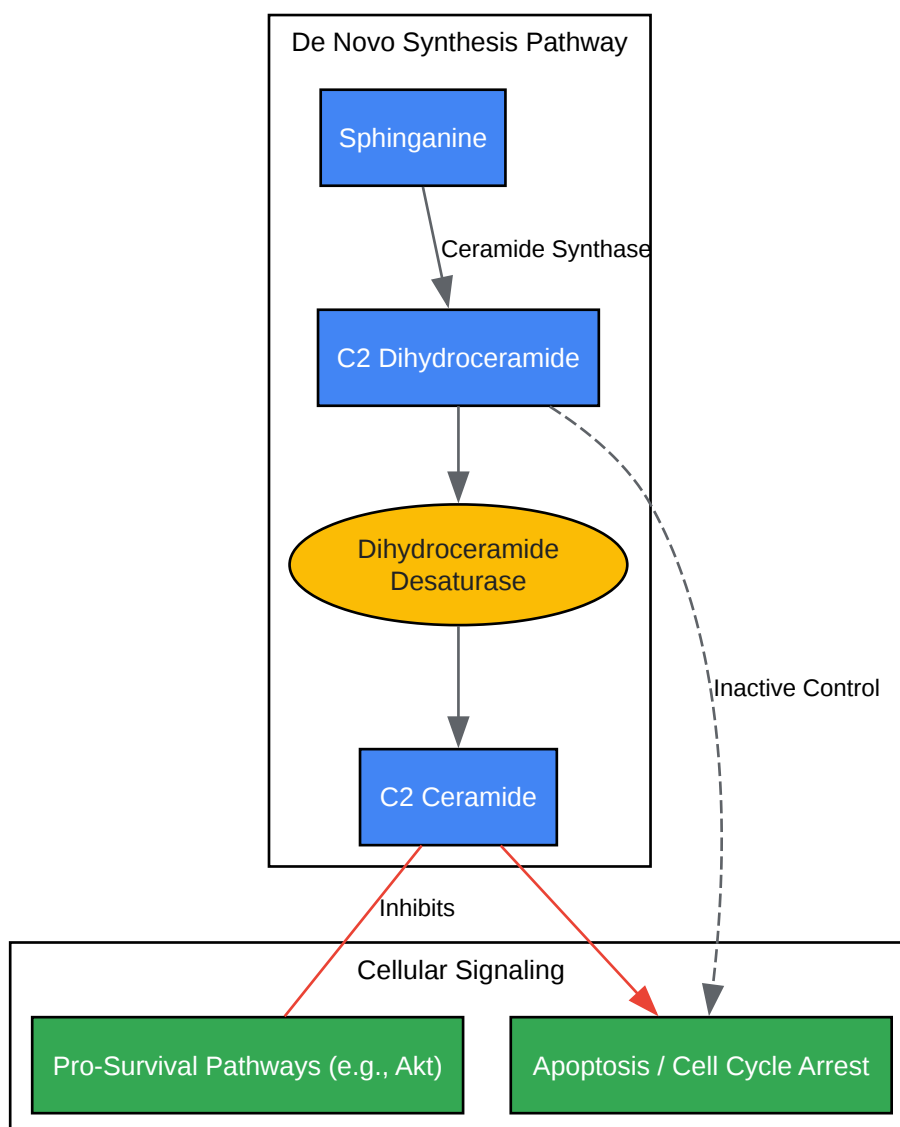 De Novo Synthesis Pathway
Sphinganine
Ceramide Synthase
C2 Dihydroceramide
Dihydroceramide
Desaturase
Inactive Control
C2 Ceramide
Inhibits
Cellular Signaling
Pro-Survival Pathways (e.g., Akt)
Apoptosis / Cell Cycle Arrest